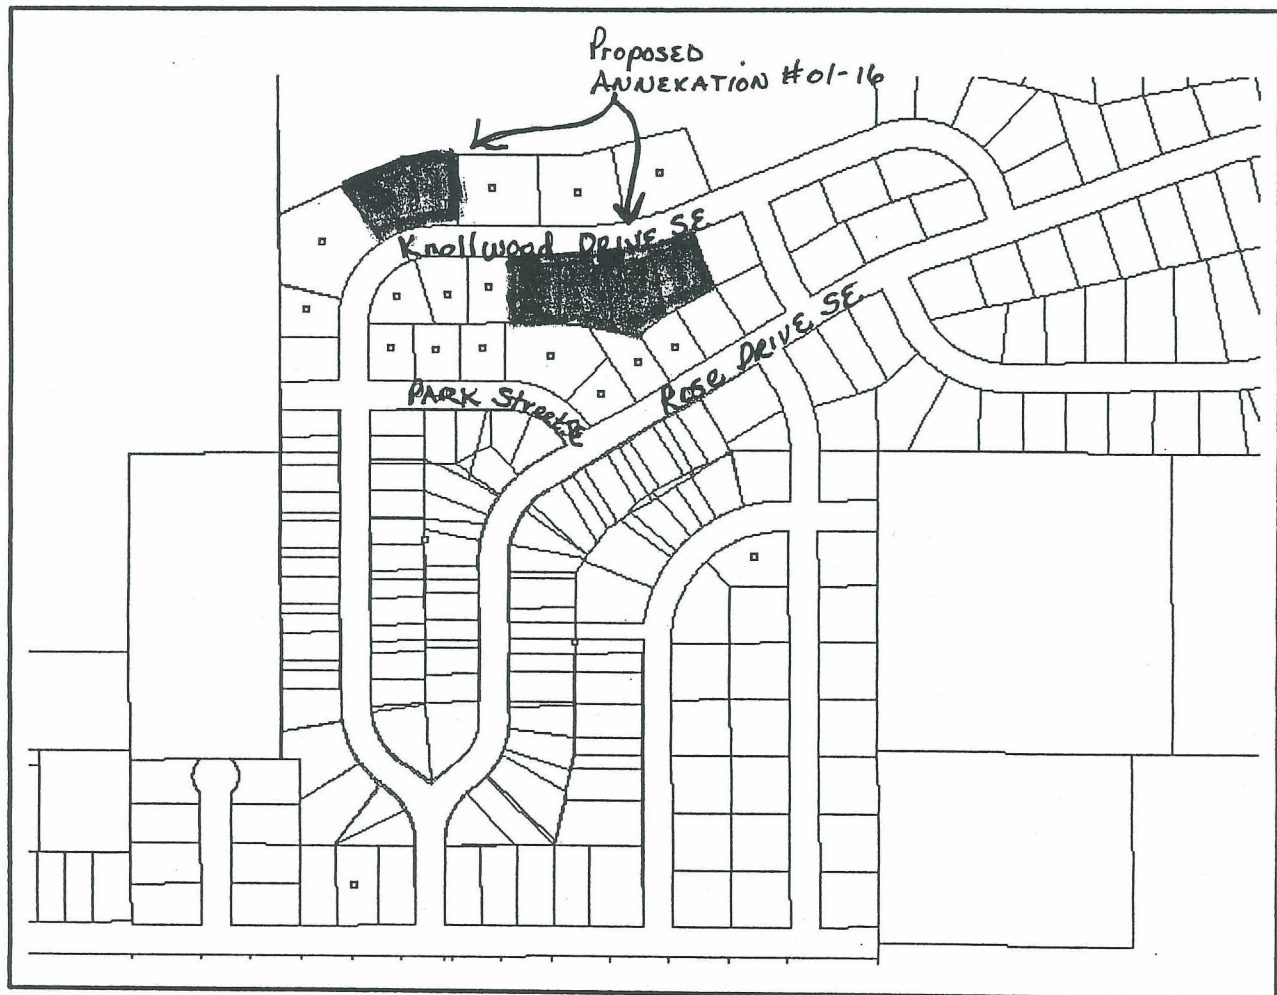 Proposed
ANNEXATION #01-16
Knollwood DRIVE SE
Rose DRIVE SE
PARK Street SE